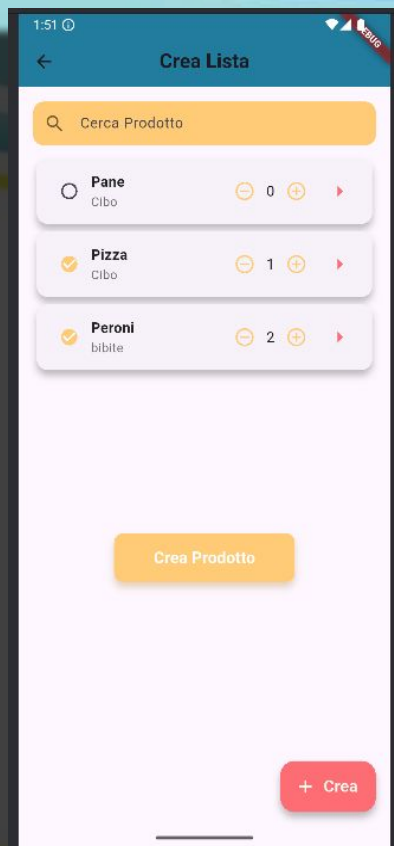 1:51
DEBUG
Crea Lista
Cerca Prodotto
Pane
Cibo
0
Pizza
Cibo
1
Peroni
bibite
2
Crea Prodotto
+ Crea